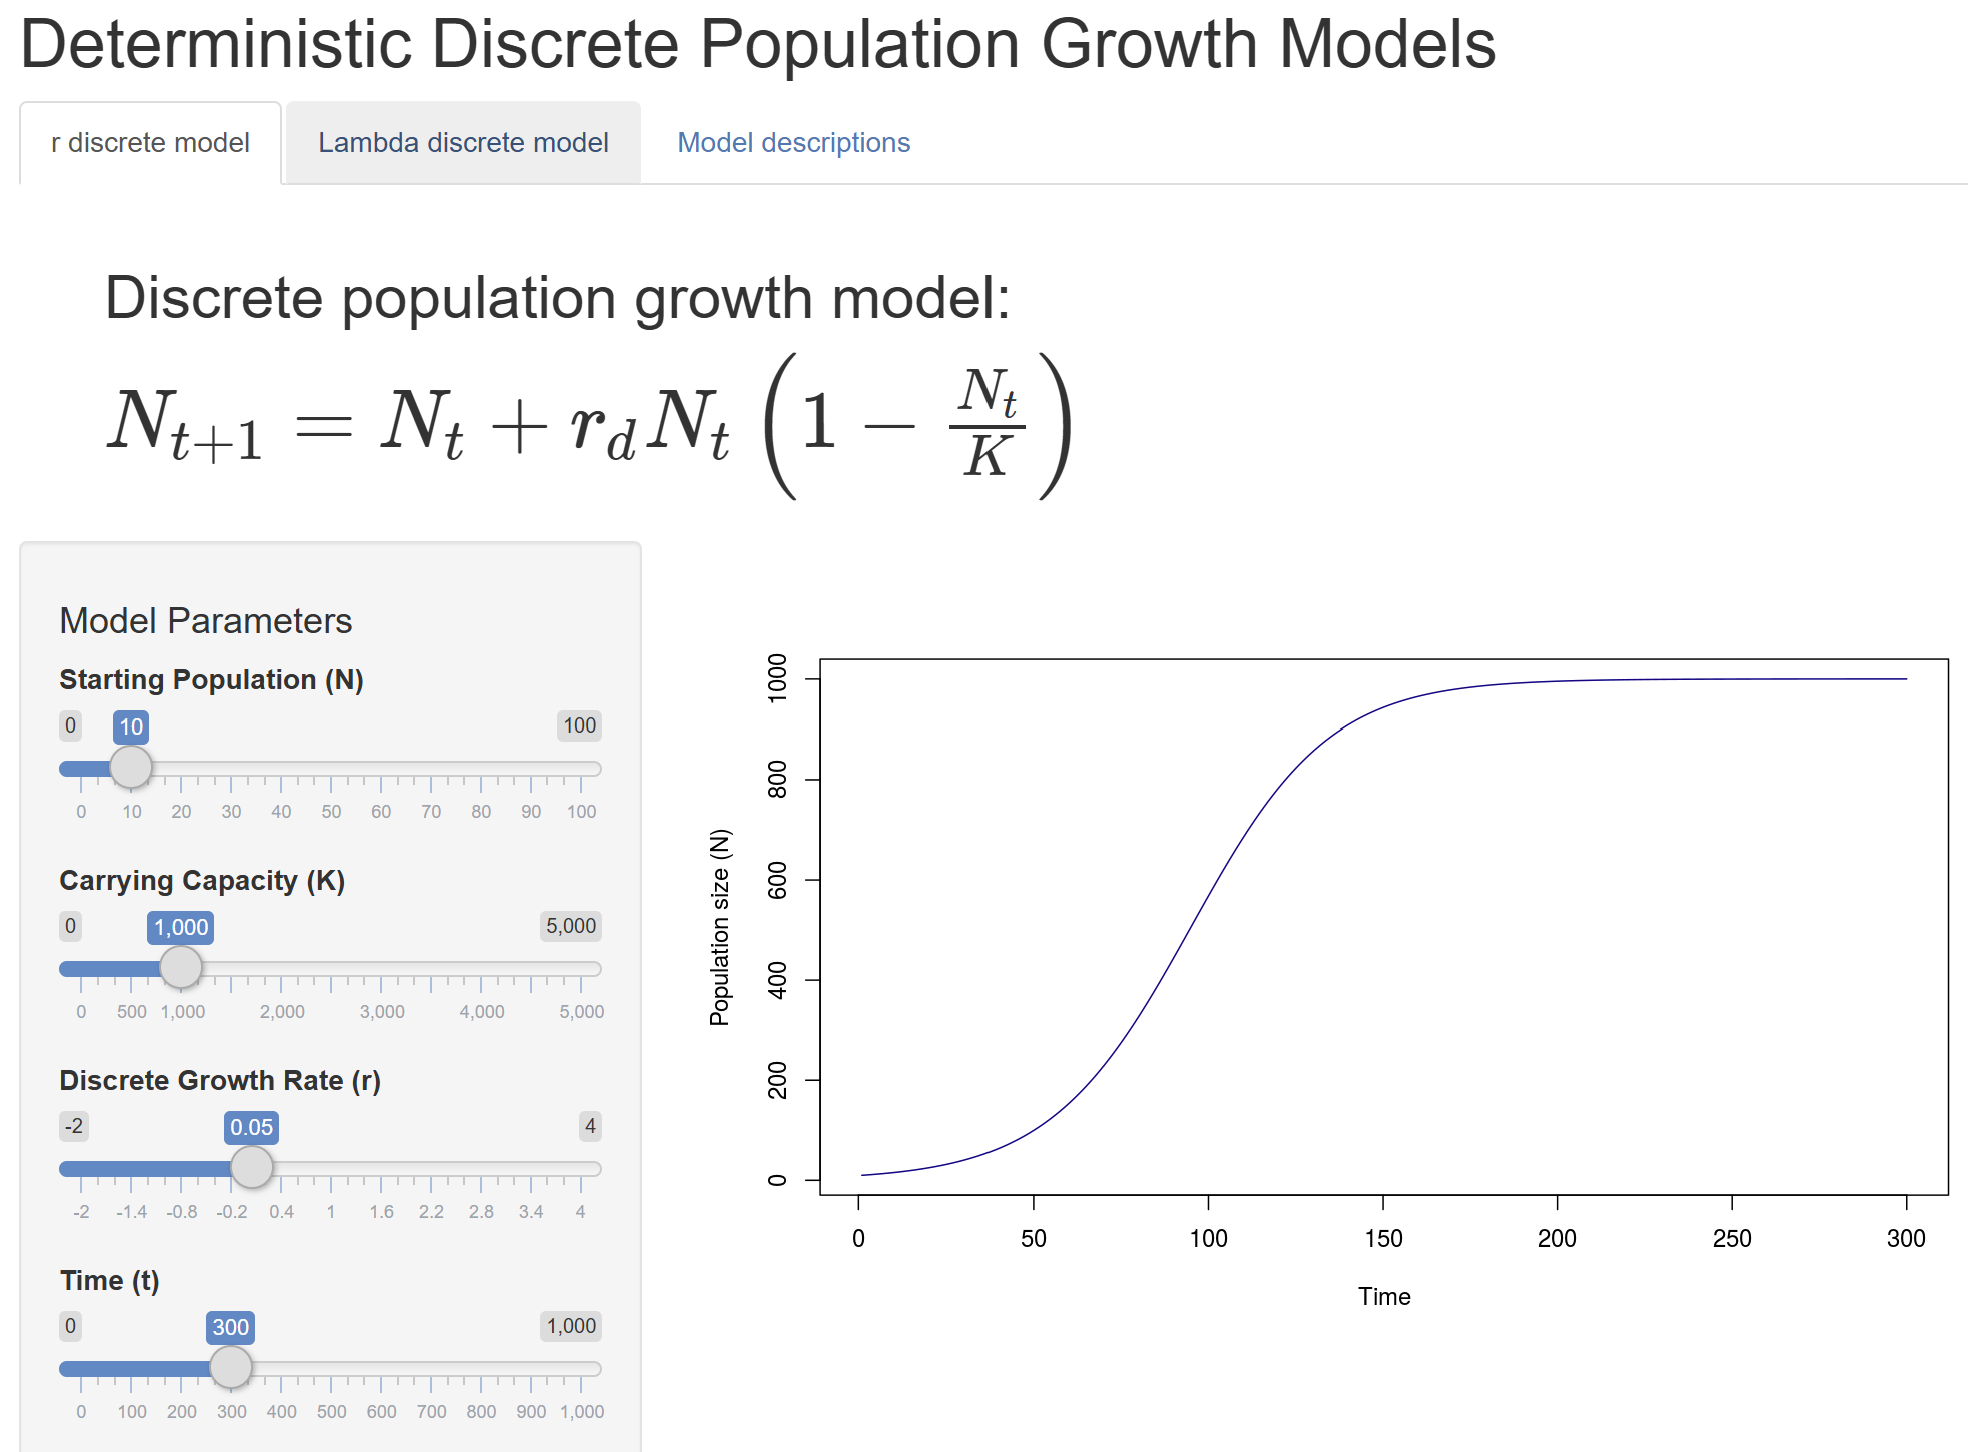 Deterministic Discrete Population Growth Models
r discrete model Lambda discrete model Model descriptions
Discrete population growth model:
N_{t+1} = N_t + r_d N_t (1 − N_t/K)
Model Parameters
Starting Population (N)
0 10 100
0 10 20 30 40 50 60 70 80 90 100
Carrying Capacity (K)
0 1,000 5,000
0 500 1,000 2,000 3,000 4,000 5,000
Discrete Growth Rate (r)
-2 0.05 4
-2 -1.4 -0.8 -0.2 0.4 1 1.6 2.2 2.8 3.4 4
Time (t)
0 300 1,000
0 100 200 300 400 500 600 700 800 900 1,000
Population size (N)
0 200 400 600 800 1000
0 50 100 150 200 250 300
Time